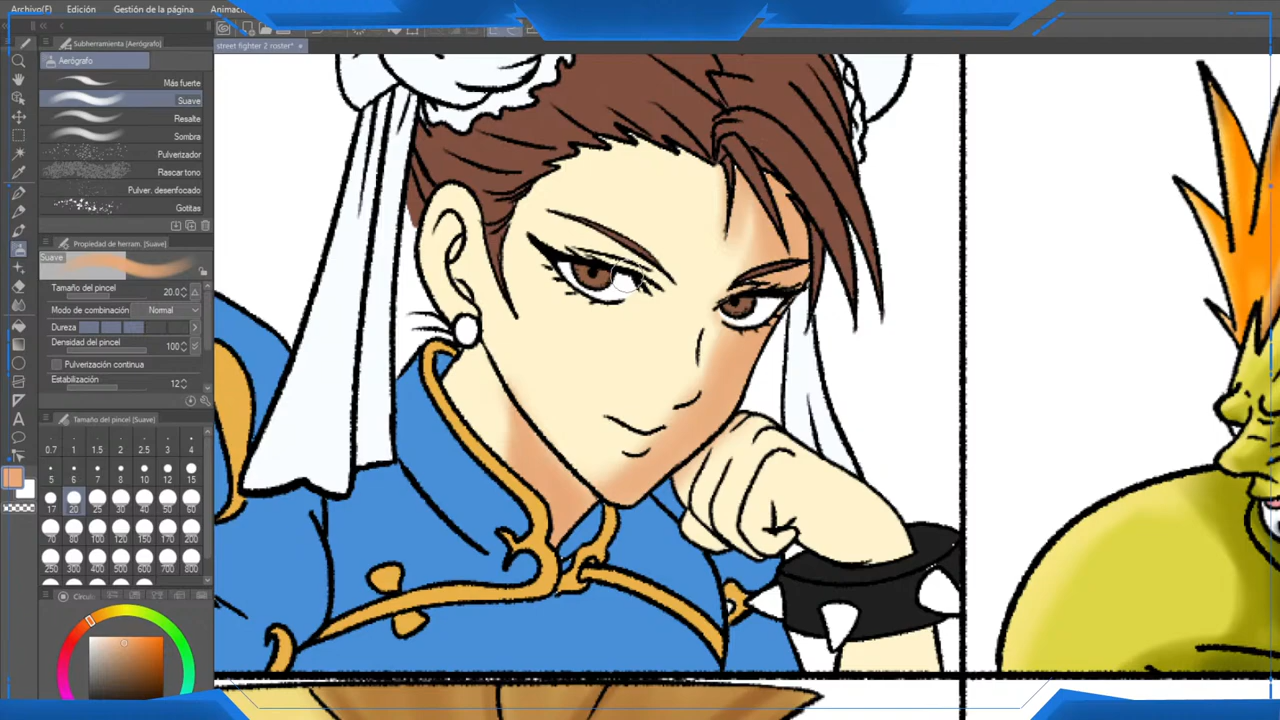 Archivo(F) Edición Gestión de la página Animació
Subherramienta (Aerógrafo)
street fighter 2 roster*
Aerógrafo
Más fuerte
Suave
Resalte
Sombra
Pulverizador
Rascar tono
Pulver. desenfocado
Gotitas
Propiedad de herram. [Suave]
Suave
Tamaño del pincel 20.0
Modo de combinación Normal
Dureza
Densidad del pincel 100
Pulverización continua
Estabilización 12
Tamaño del pincel [Suave]
0.7 1 1.5 2 2.5 3 4
5 6 7 8 10 12 15
17 20 25 30 40 50 60
70 80 100 120 150 170 200
250 300 400 500 600 700 800
Círculo